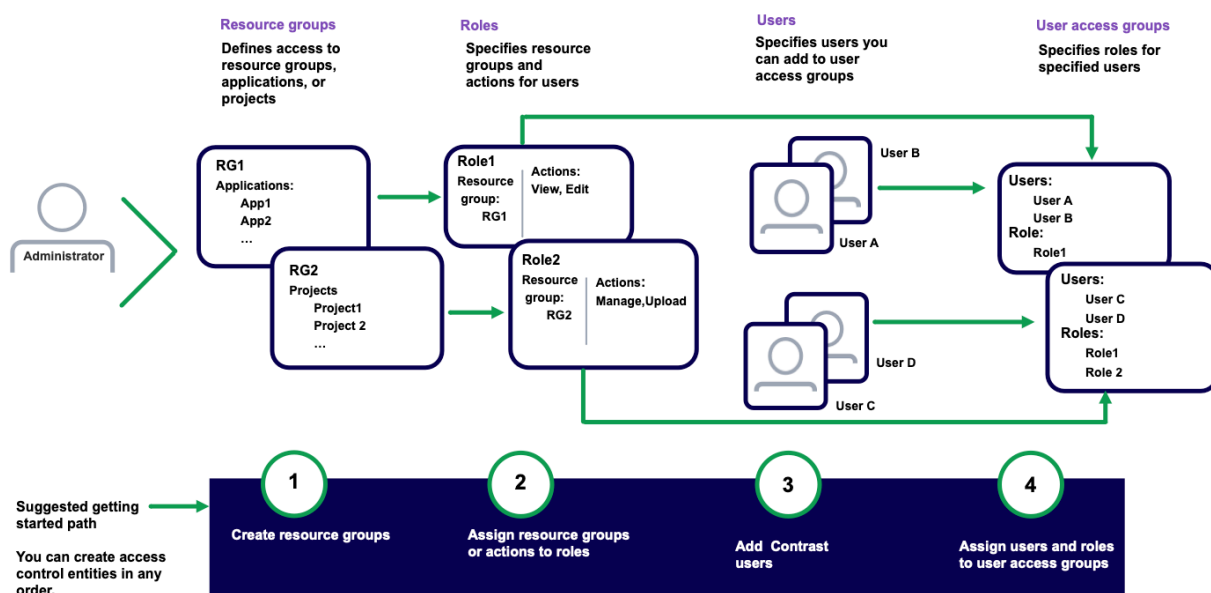 Resource groups
Defines access to
resource groups,
applications, or
projects
Roles
Specifies resource
groups and
actions for users
Users
Specifies users you
can add to user
access groups
User access groups
Specifies roles for
specified users
Administrator
RG1
Applications:
App1
App2
...
RG2
Projects
Project1
Project 2
...
Role1
Resource
group:
RG1
Actions:
View, Edit
Role2
Resource
group:
RG2
Actions:
Manage,Upload
User B
User A
User D
User C
Users:
User A
User B
Role:
Role1
Users:
User C
User D
Roles:
Role1
Role 2
Suggested getting
started path
You can create access
control entities in any
order.
1
Create resource groups
2
Assign resource groups
or actions to roles
3
Add Contrast
users
4
Assign users and roles
to user access groups